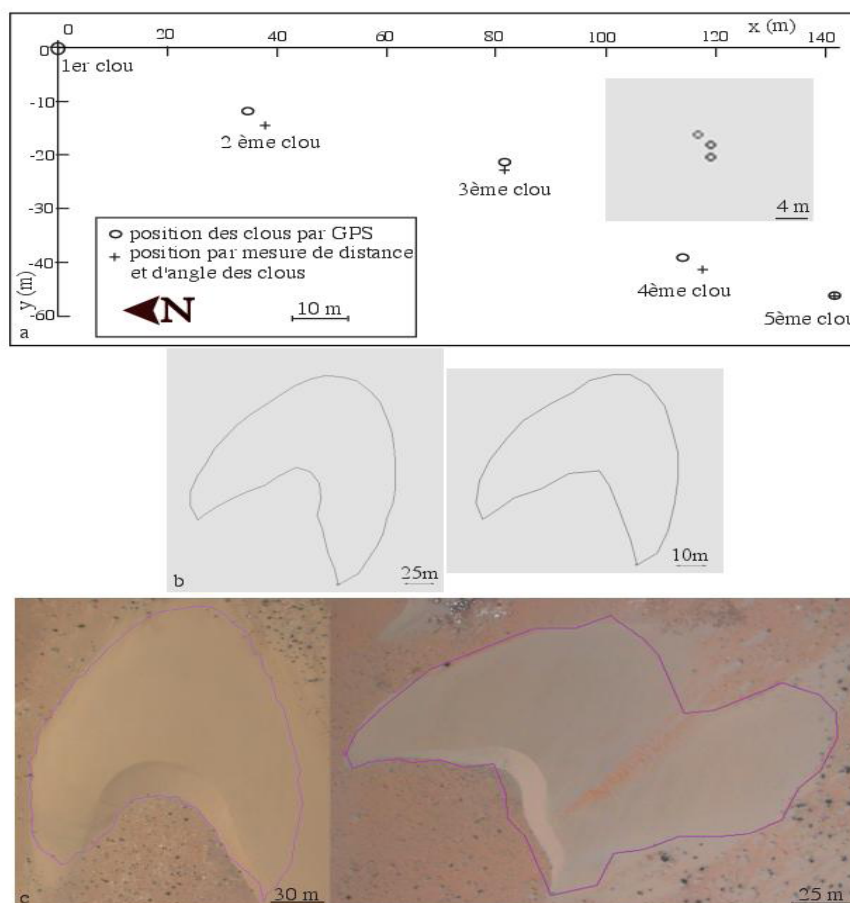 x (m)
0 20 40 60 80 100 120 140
0
1er clou
-10
2 ème clou
-20
3ème clou
4 m
-30
position des clous par GPS
position par mesure de distance
et d'angle des clous
-40
4ème clou
N
10 m
-50
5ème clou
-60
y (m)
a
25m
10m
b
c
30 m
25 m